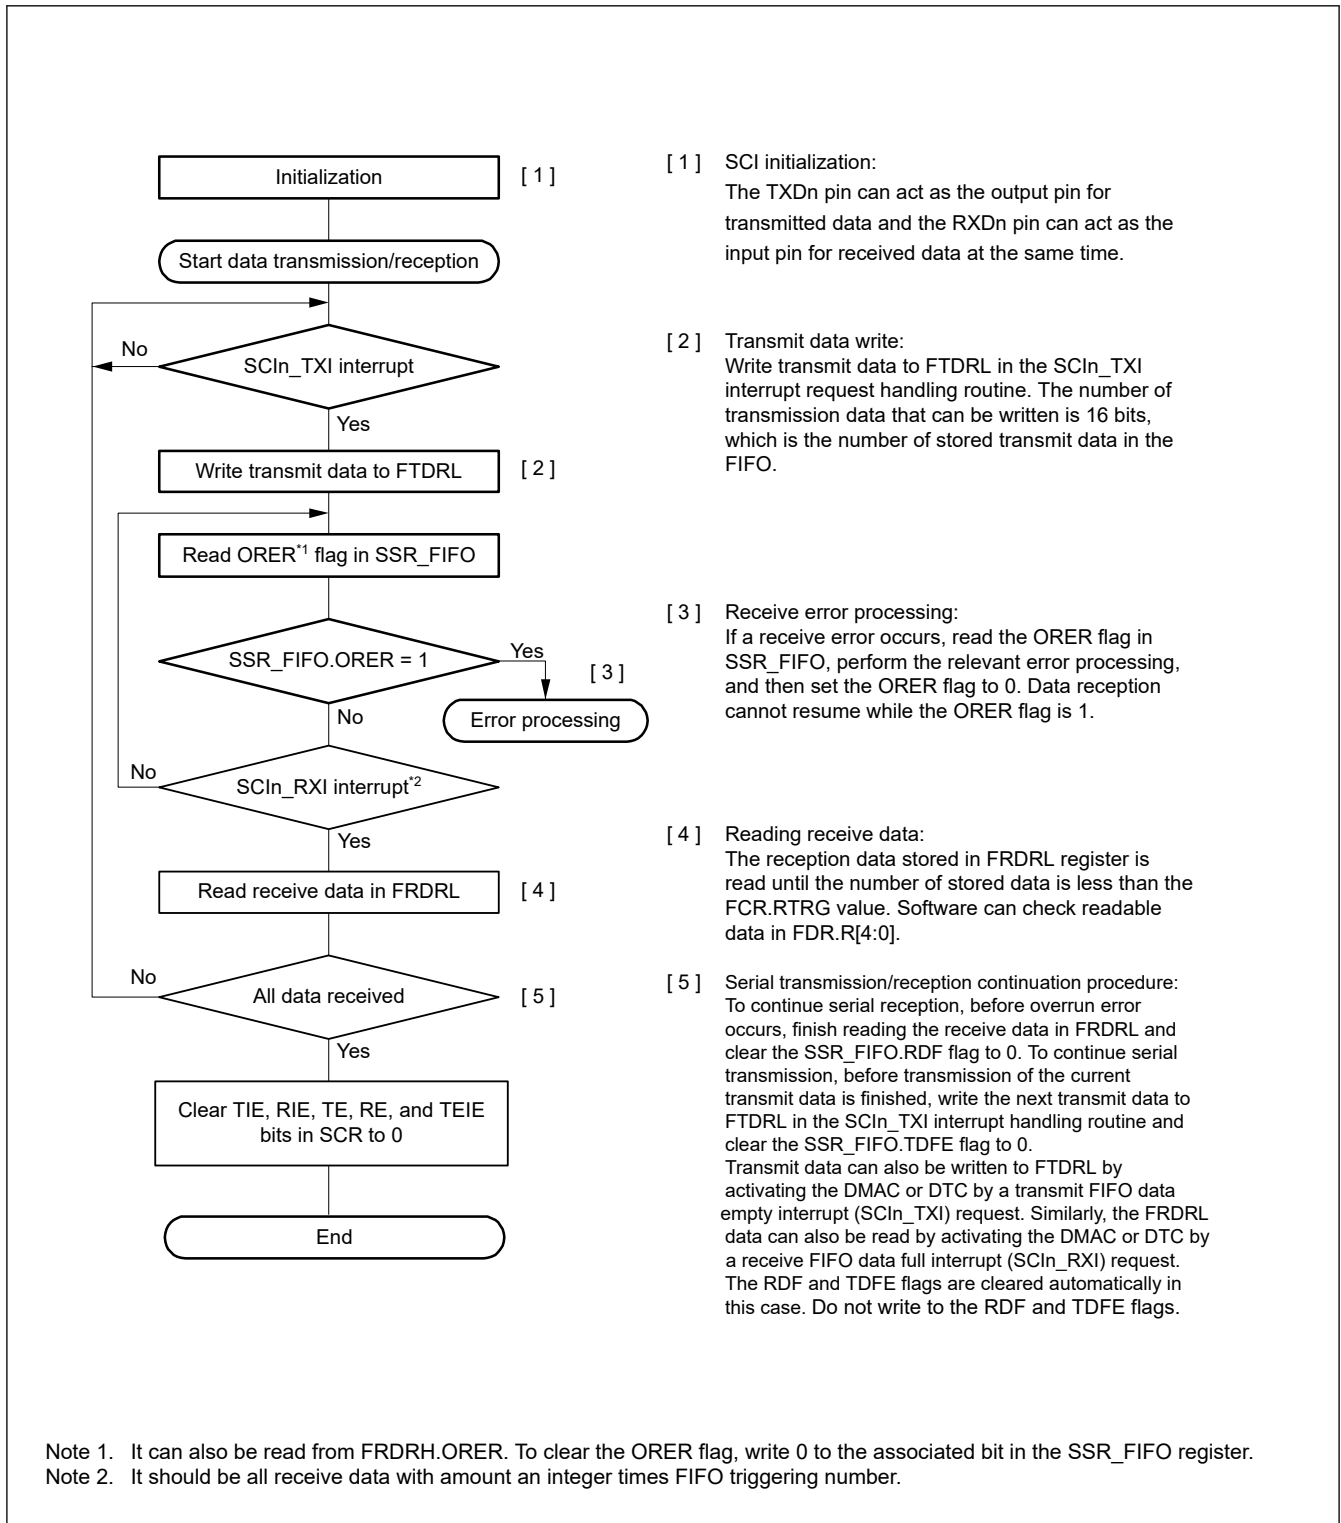 Initialization
[ 1 ]
Start data transmission/reception
No
SCIn_TXI interrupt
Yes
Write transmit data to FTDRL
[ 2 ]
Read ORER*1 flag in SSR_FIFO
SSR_FIFO.ORER = 1
Yes
[ 3 ]
Error processing
No
No
SCIn_RXI interrupt*2
Yes
Read receive data in FRDRL
[ 4 ]
No
All data received
[ 5 ]
Yes
Clear TIE, RIE, TE, RE, and TEIE
bits in SCR to 0
End
[ 1 ] SCI initialization:
The TXDn pin can act as the output pin for
transmitted data and the RXDn pin can act as the
input pin for received data at the same time.
[ 2 ] Transmit data write:
Write transmit data to FTDRL in the SCIn_TXI
interrupt request handling routine. The number of
transmission data that can be written is 16 bits,
which is the number of stored transmit data in the
FIFO.
[ 3 ] Receive error processing:
If a receive error occurs, read the ORER flag in
SSR_FIFO, perform the relevant error processing,
and then set the ORER flag to 0. Data reception
cannot resume while the ORER flag is 1.
[ 4 ] Reading receive data:
The reception data stored in FRDRL register is
read until the number of stored data is less than the
FCR.RTRG value. Software can check readable
data in FDR.R[4:0].
[ 5 ] Serial transmission/reception continuation procedure:
To continue serial reception, before overrun error
occurs, finish reading the receive data in FRDRL and
clear the SSR_FIFO.RDF flag to 0. To continue serial
transmission, before transmission of the current
transmit data is finished, write the next transmit data to
FTDRL in the SCIn_TXI interrupt handling routine and
clear the SSR_FIFO.TDFE flag to 0.
Transmit data can also be written to FTDRL by
activating the DMAC or DTC by a transmit FIFO data
empty interrupt (SCIn_TXI) request. Similarly, the FRDRL
data can also be read by activating the DMAC or DTC by
a receive FIFO data full interrupt (SCIn_RXI) request.
The RDF and TDFE flags are cleared automatically in
this case. Do not write to the RDF and TDFE flags.
Note 1. It can also be read from FRDRH.ORER. To clear the ORER flag, write 0 to the associated bit in the SSR_FIFO register.
Note 2. It should be all receive data with amount an integer times FIFO triggering number.